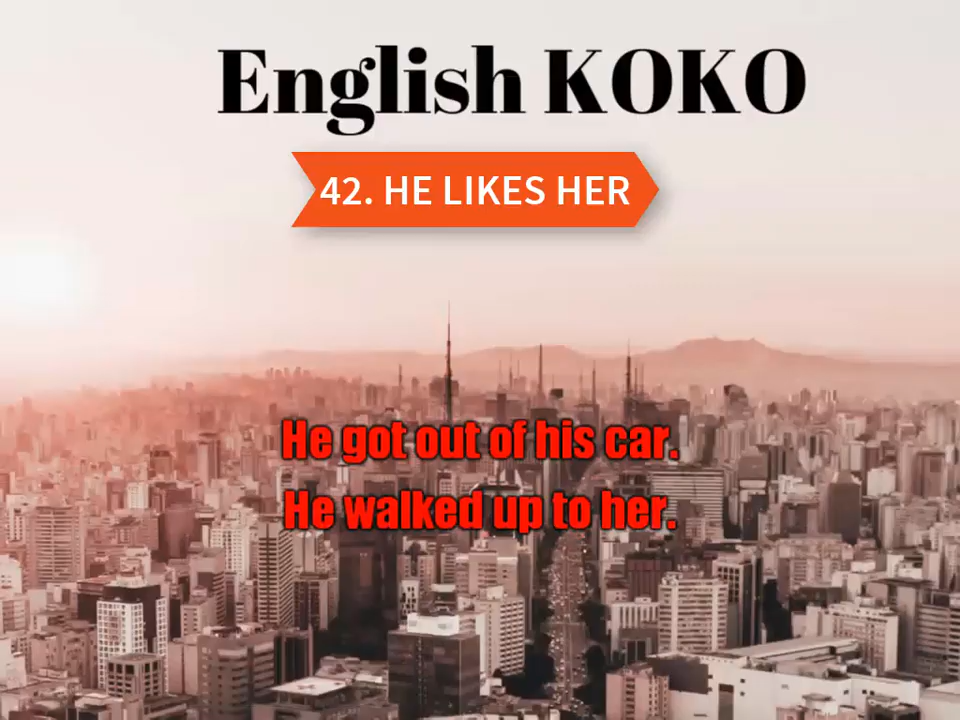 English KOKO
42. HE LIKES HER
He got out of his car.
He walked up to her.